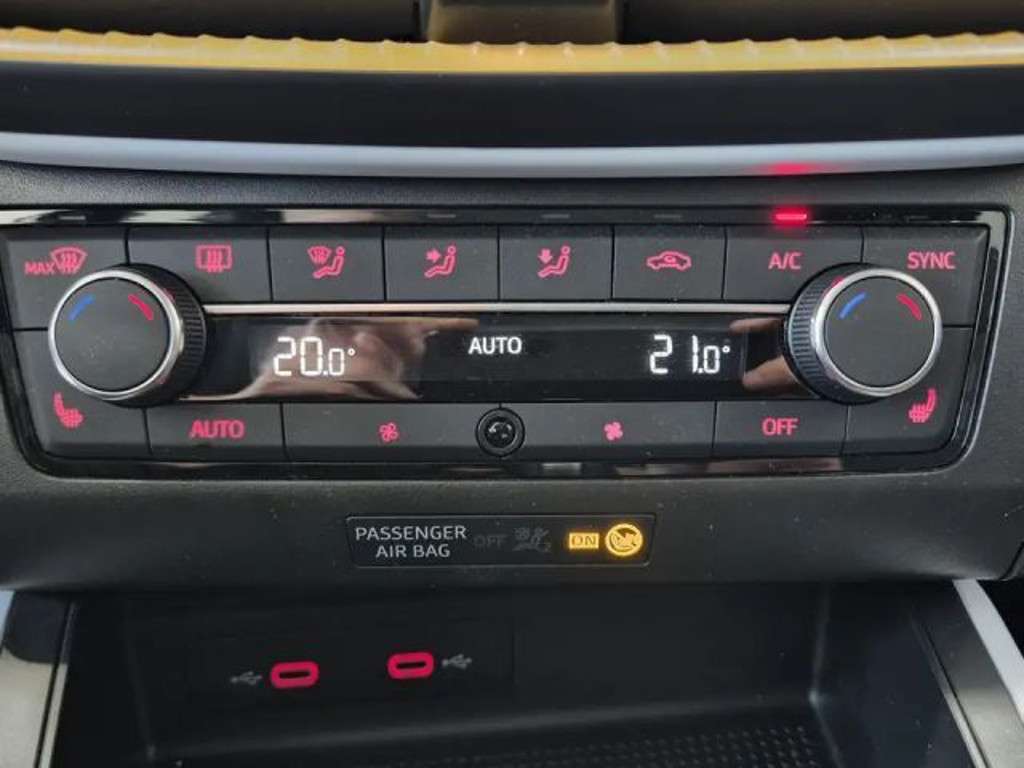 MAX
A/C
SYNC
20.0°
AUTO
21.0°
AUTO
OFF
PASSENGER
AIR BAG
OFF
ON